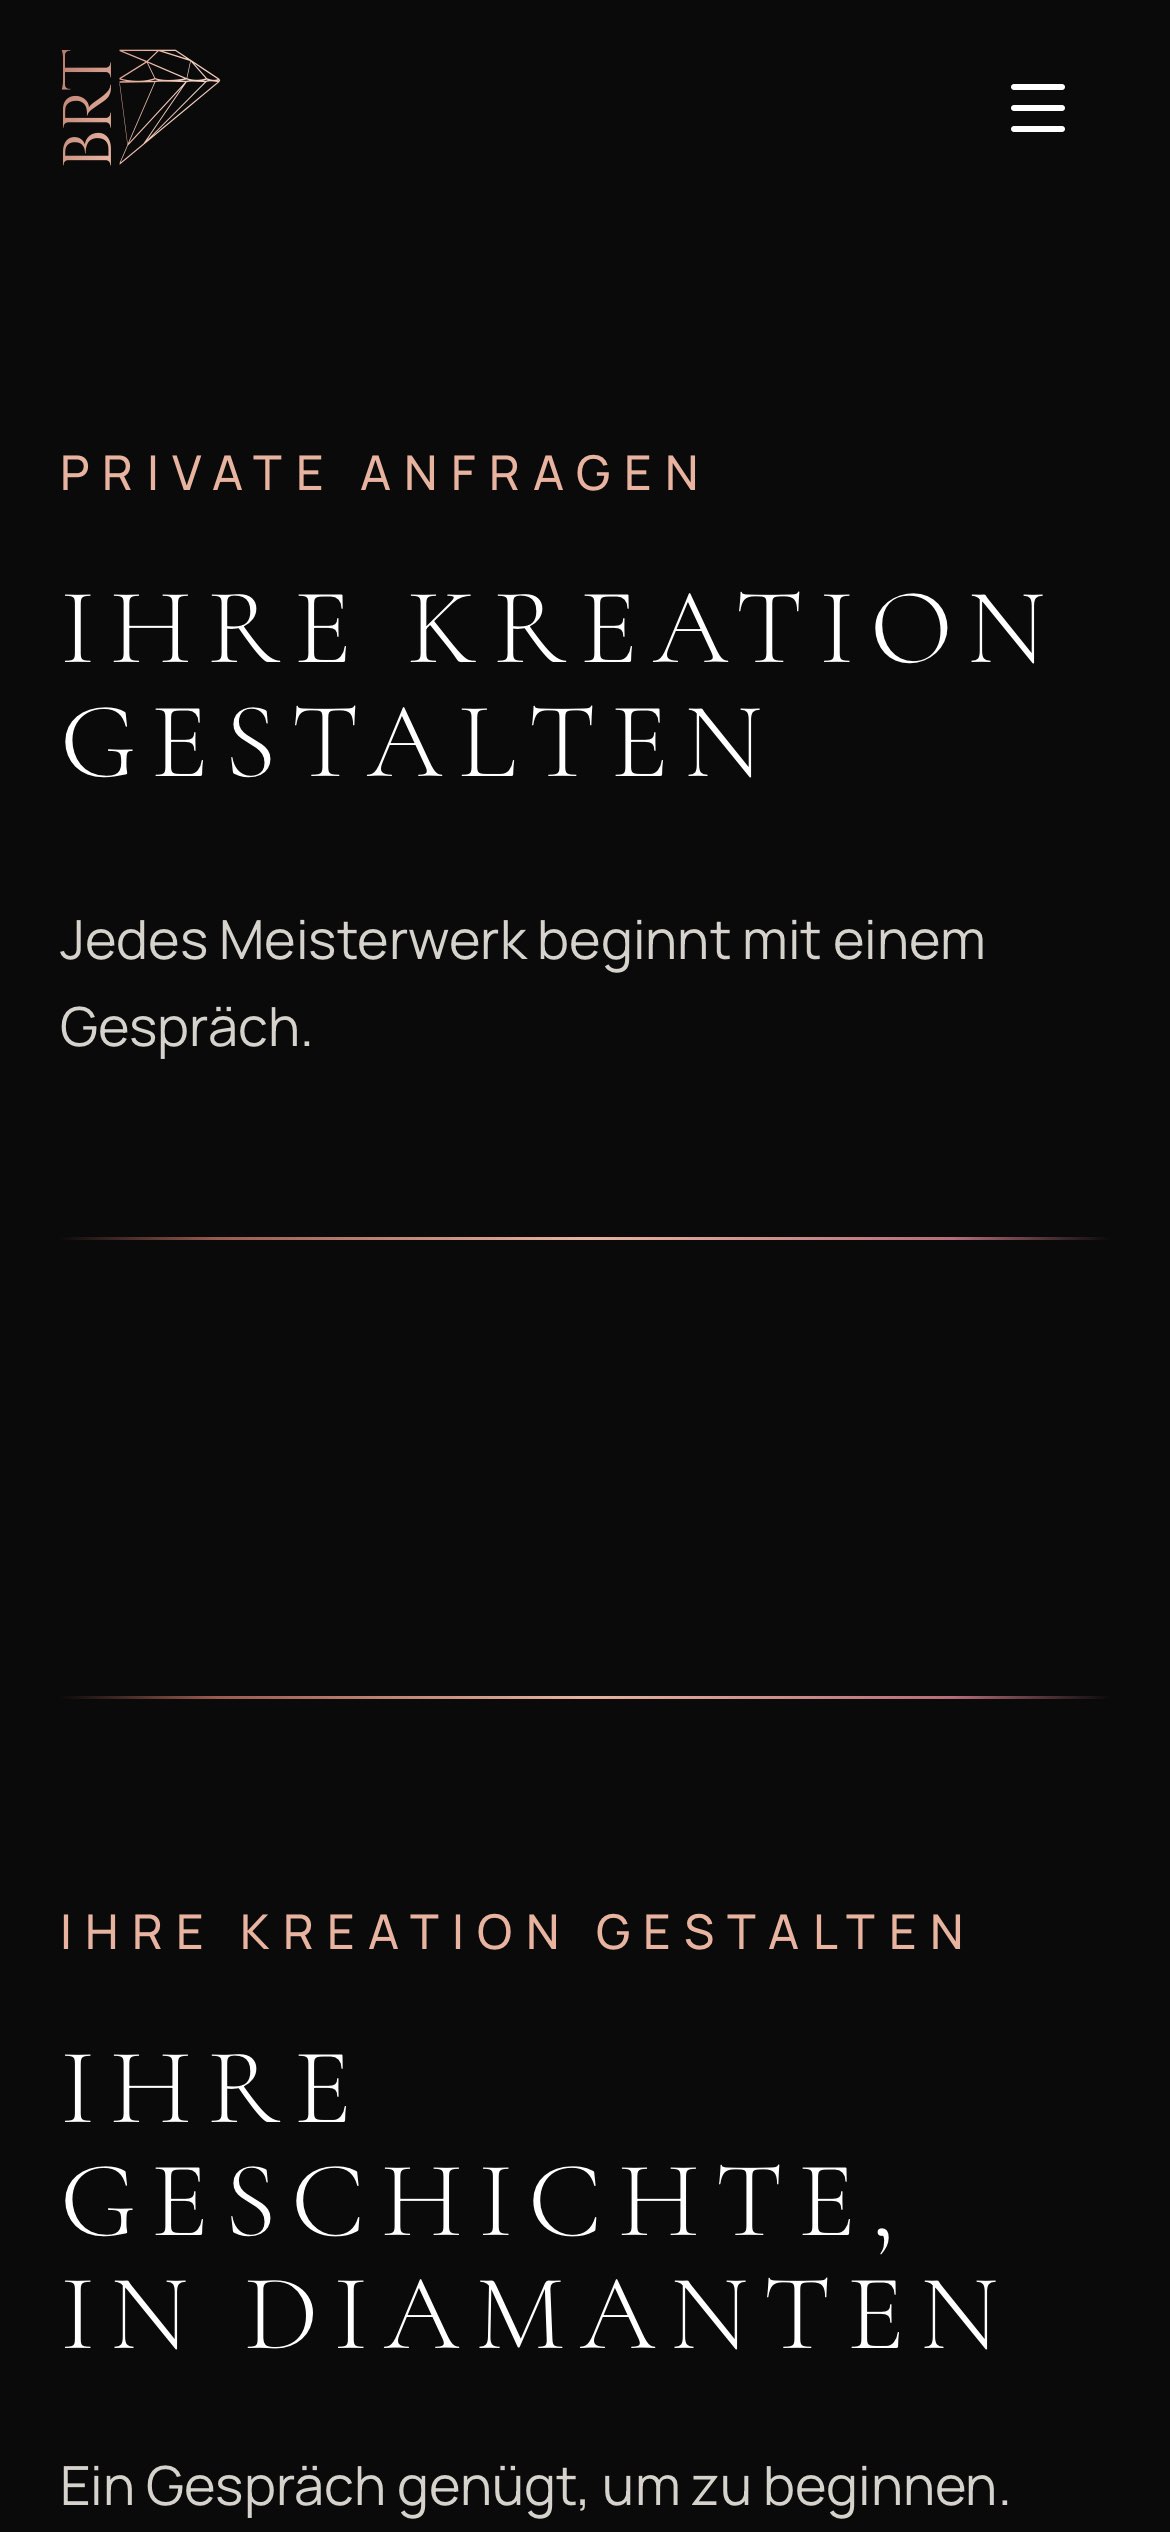 BRT
PRIVATE ANFRAGEN
IHRE KREATION
GESTALTEN
Jedes Meisterwerk beginnt mit einem
Gespräch.
IHRE KREATION GESTALTEN
IHRE
GESCHICHTE,
IN DIAMANTEN
Ein Gespräch genügt, um zu beginnen.